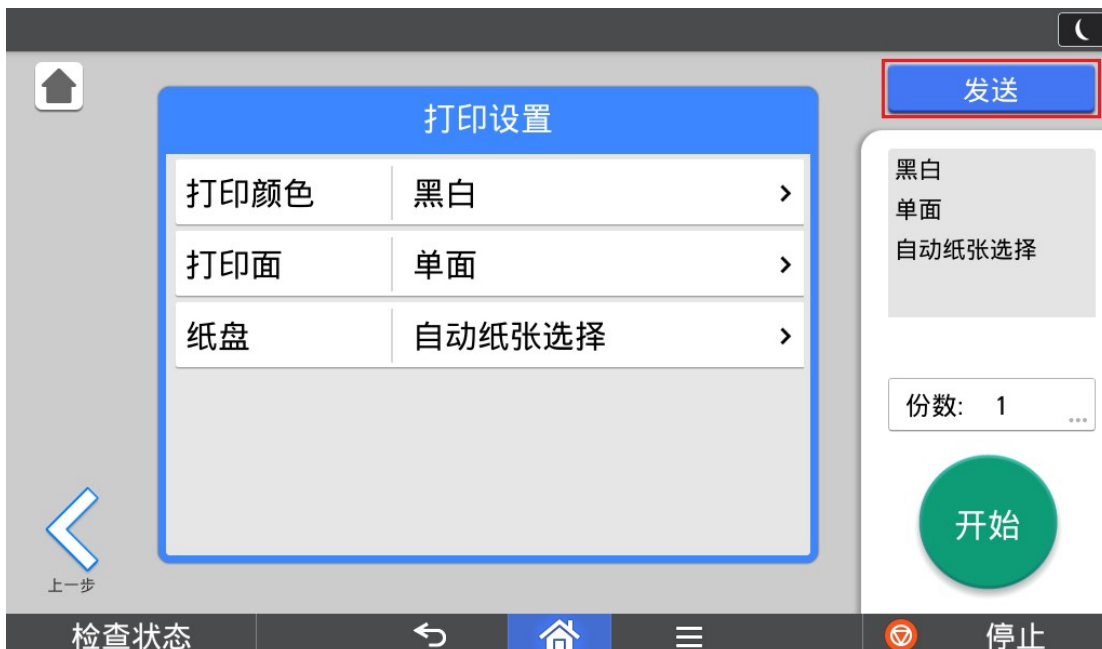 发送
打印设置
打印颜色 黑白
打印面 单面
纸盘 自动纸张选择
黑白
单面
自动纸张选择
份数: 1
...
开始
上一步
检查状态
停止